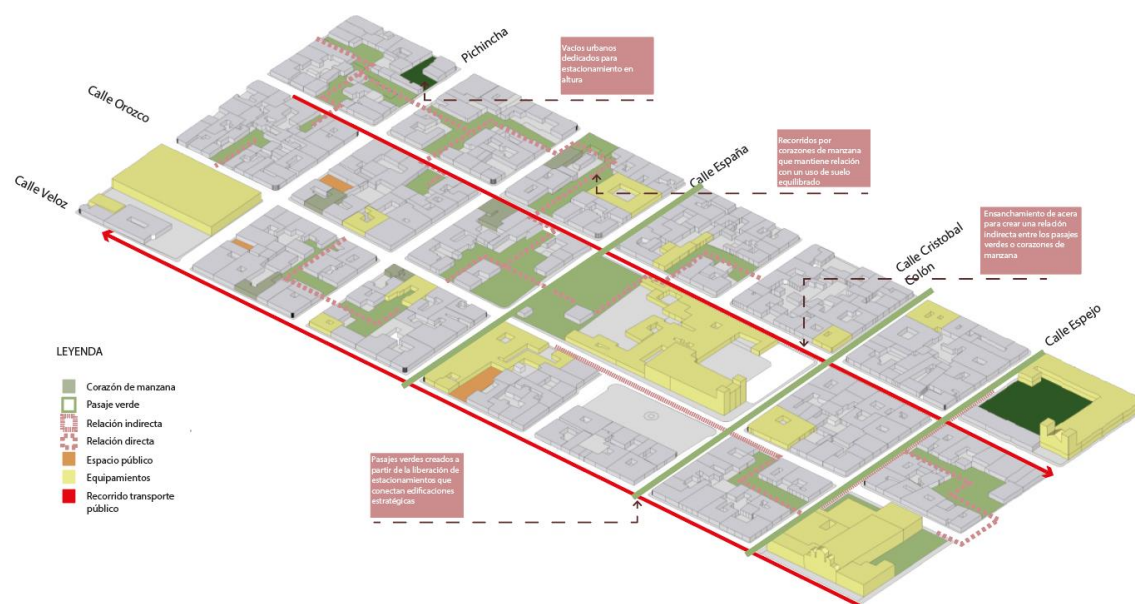 Pichincha
Vacíos urbanos
dedicados para
estacionamiento en
altura
Calle Orozco
Recorridos por
corazones de manzana
que mantiene relación
con un uso de suelo
equilibrado
Calle España
Calle Veloz
Ensanchamiento de acera
para crear una relación
indirecta entre los pasajes
verdes o corazones de
manzana
Calle Cristobal
Colón
Calle Espejo
LEYENDA
Corazón de manzana
Pasaje verde
Relación indirecta
Relación directa
Espacio público
Equipamientos
Recorrido transporte
público
Pasajes verdes creados a
partir de la liberación de
estacionamientos que
conectan edificaciones
estratégicas